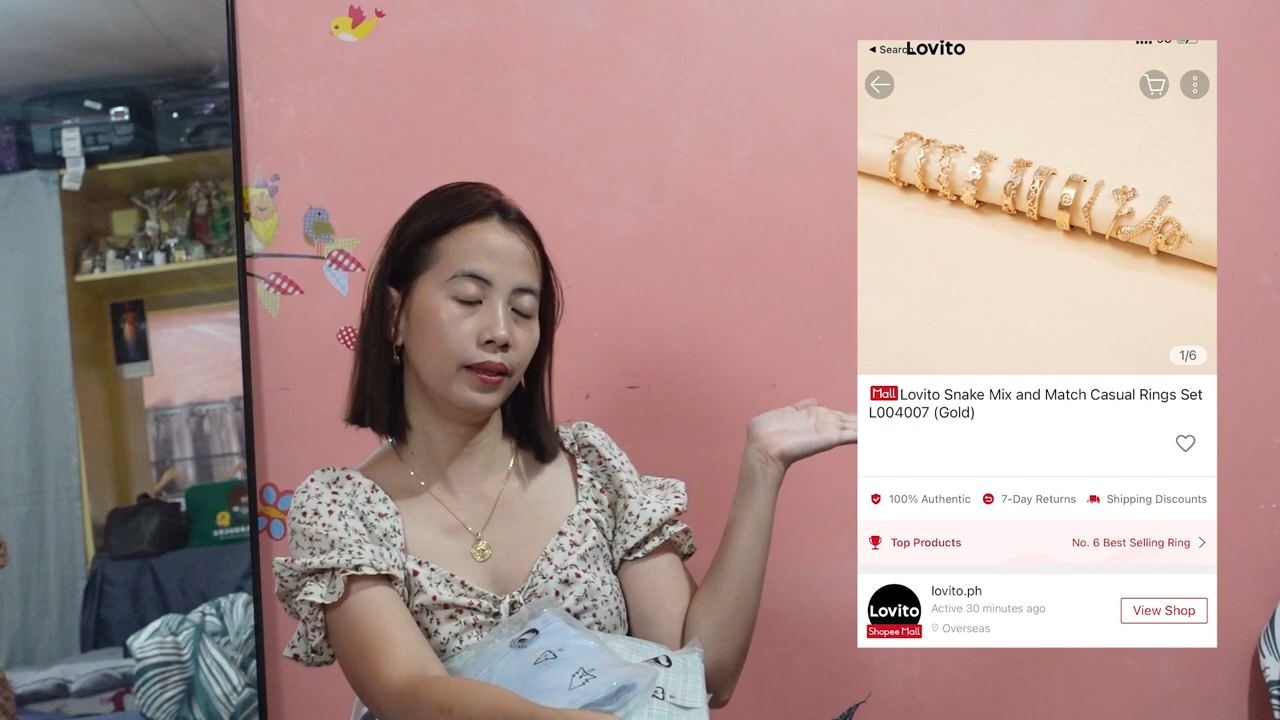 ◀ Searc
Lovito
1/6
Mall Lovito Snake Mix and Match Casual Rings Set
L004007 (Gold)
100% Authentic
7-Day Returns
Shipping Discounts
Top Products
No. 6 Best Selling Ring
lovito.ph
Active 30 minutes ago
Overseas
Lovito
Shopee Mall
View Shop